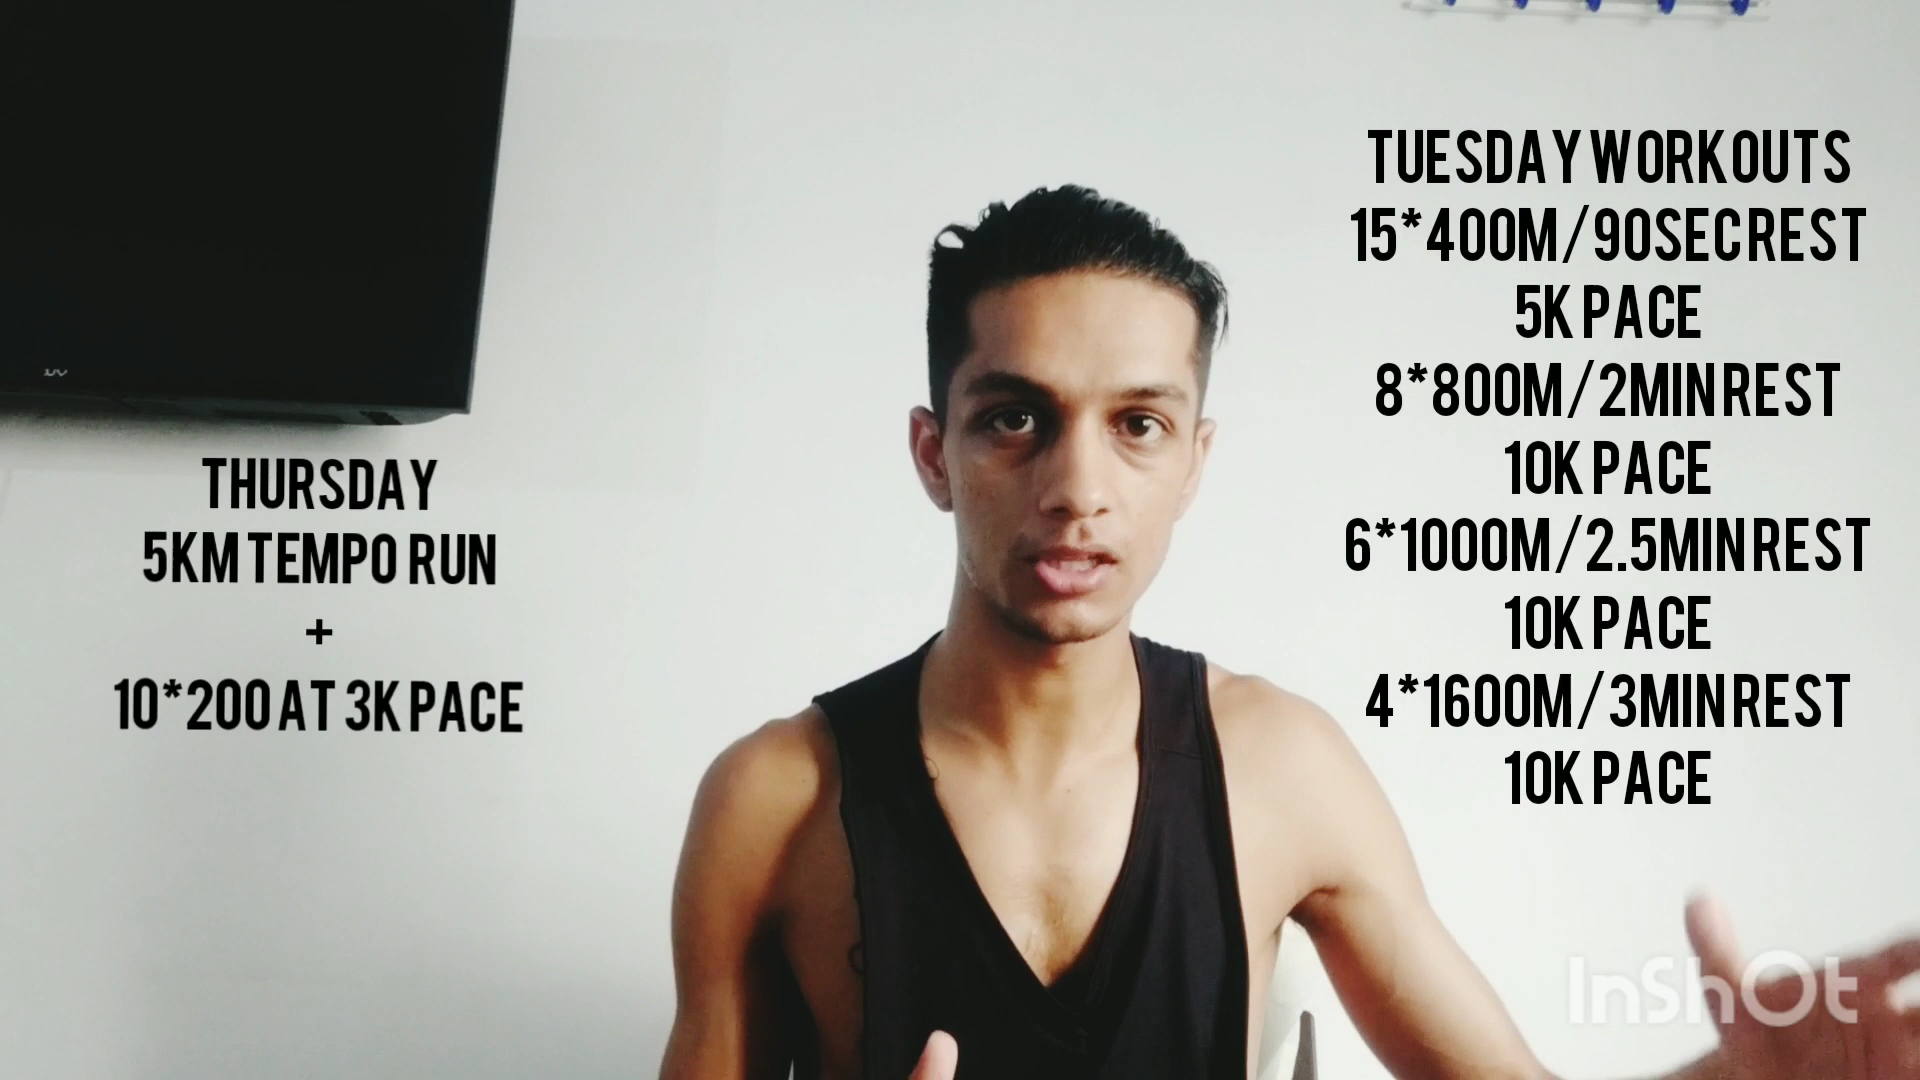 THURSDAY
5KM TEMPO RUN
+
10*200 AT 3K PACE
TUESDAY WORKOUTS
15*400M/90SEC REST
5K PACE
8*800M/2MIN REST
10K PACE
6*1000M/2.5MIN REST
10K PACE
4*1600M/3MIN REST
10K PACE
InShOt